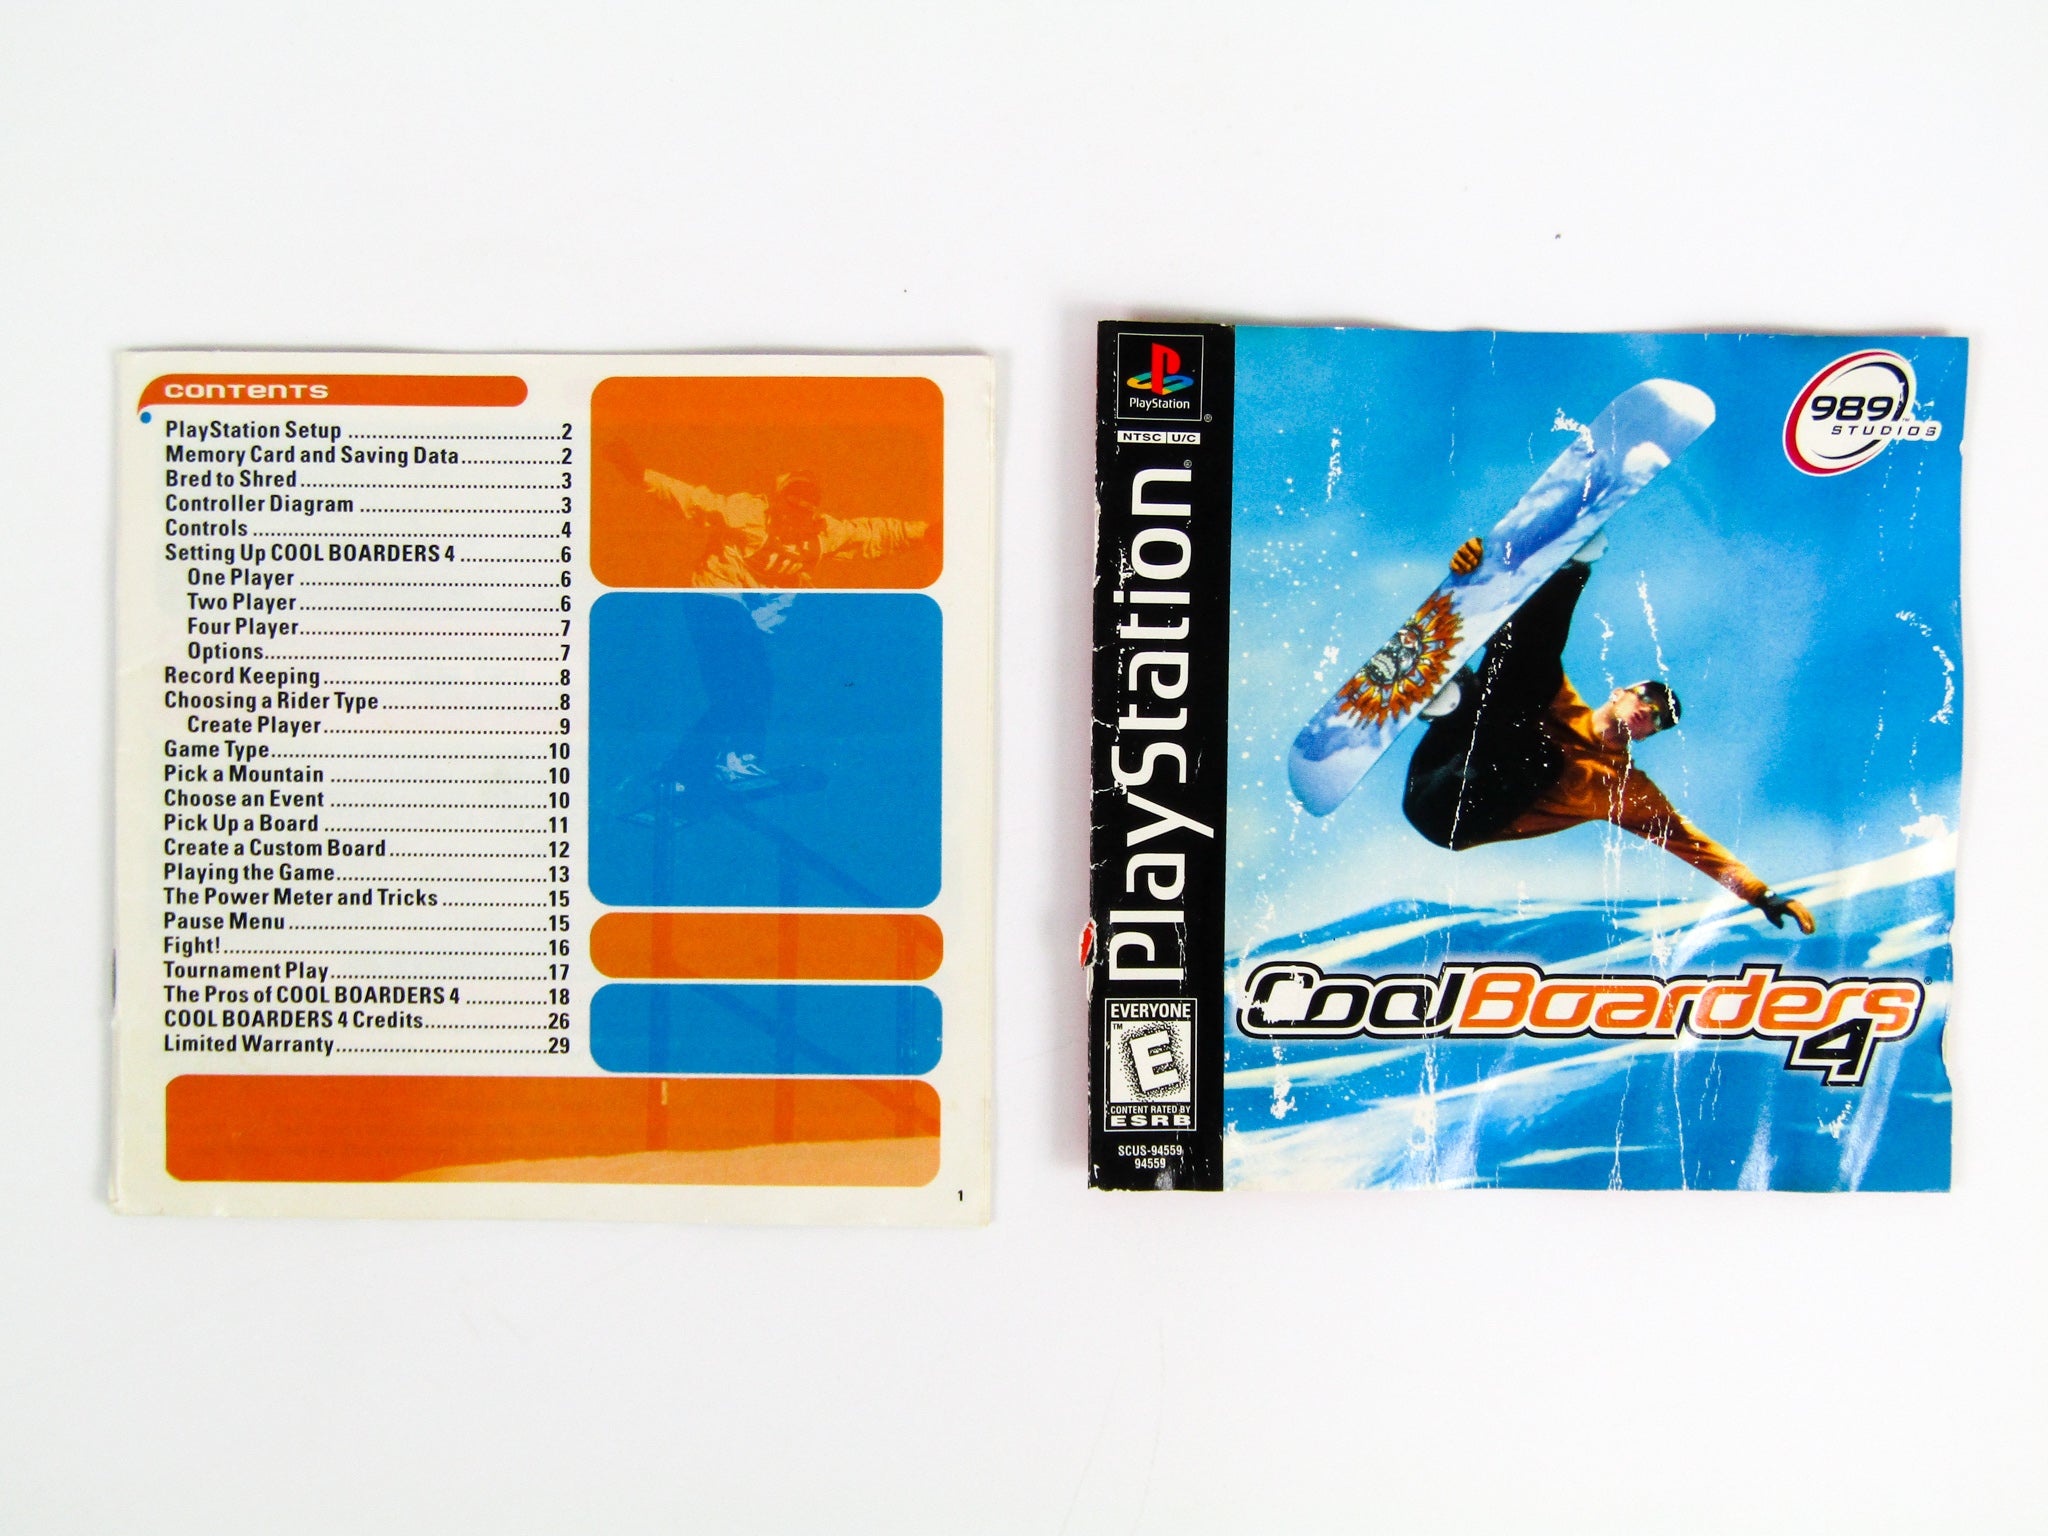 CONTENTS
PlayStation Setup ................................2
Memory Card and Saving Data...............2
Bred to Shred.......................................3
Controller Diagram ..............................3
Controls ..............................................4
Setting Up COOL BOARDERS 4 ...............6
One Player .......................................6
Two Player.......................................6
Four Player.......................................7
Options............................................7
Record Keeping ....................................8
Choosing a Rider Type ...........................8
Create Player....................................9
Game Type.........................................10
Pick a Mountain .................................10
Choose an Event .................................10
Pick Up a Board ..................................11
Create a Custom Board........................12
Playing the Game................................13
The Power Meter and Tricks ................15
Pause Menu.......................................15
Fight!.................................................16
Tournament Play.................................17
The Pros of COOL BOARDERS 4 ............18
COOL BOARDERS 4 Credits..................26
Limited Warranty................................29
1
PlayStation ®
NTSC U/C
PlayStation®
EVERYONE
™
E
CONTENT RATED BY
ESRB
SCUS-94559
94559
989™
STUDIOS
CoolBoarders®
4